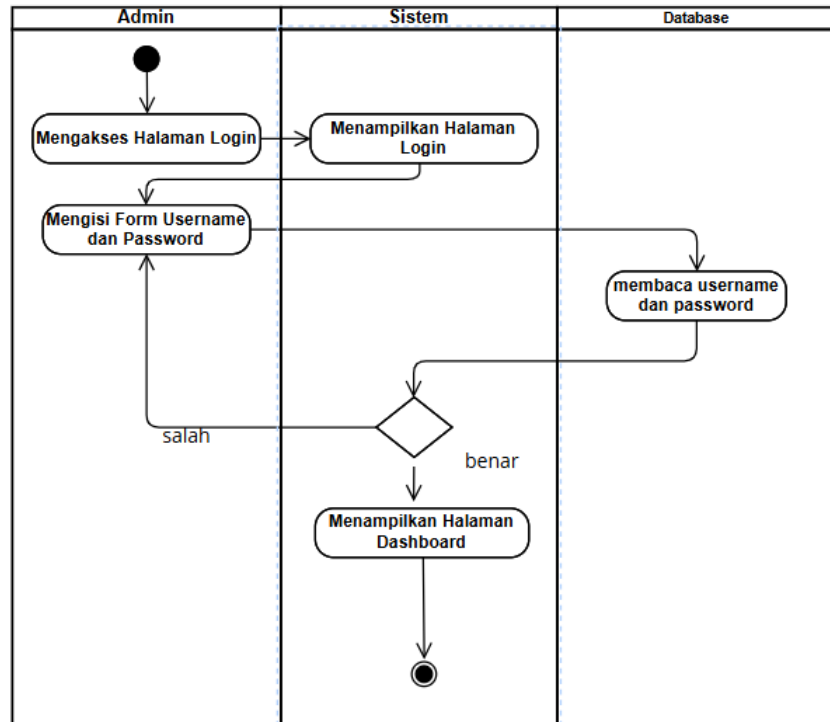 Admin
Sistem
Database
Mengakses Halaman Login
Menampilkan Halaman
Login
Mengisi Form Username
dan Password
membaca username
dan password
salah
benar
Menampilkan Halaman
Dashboard